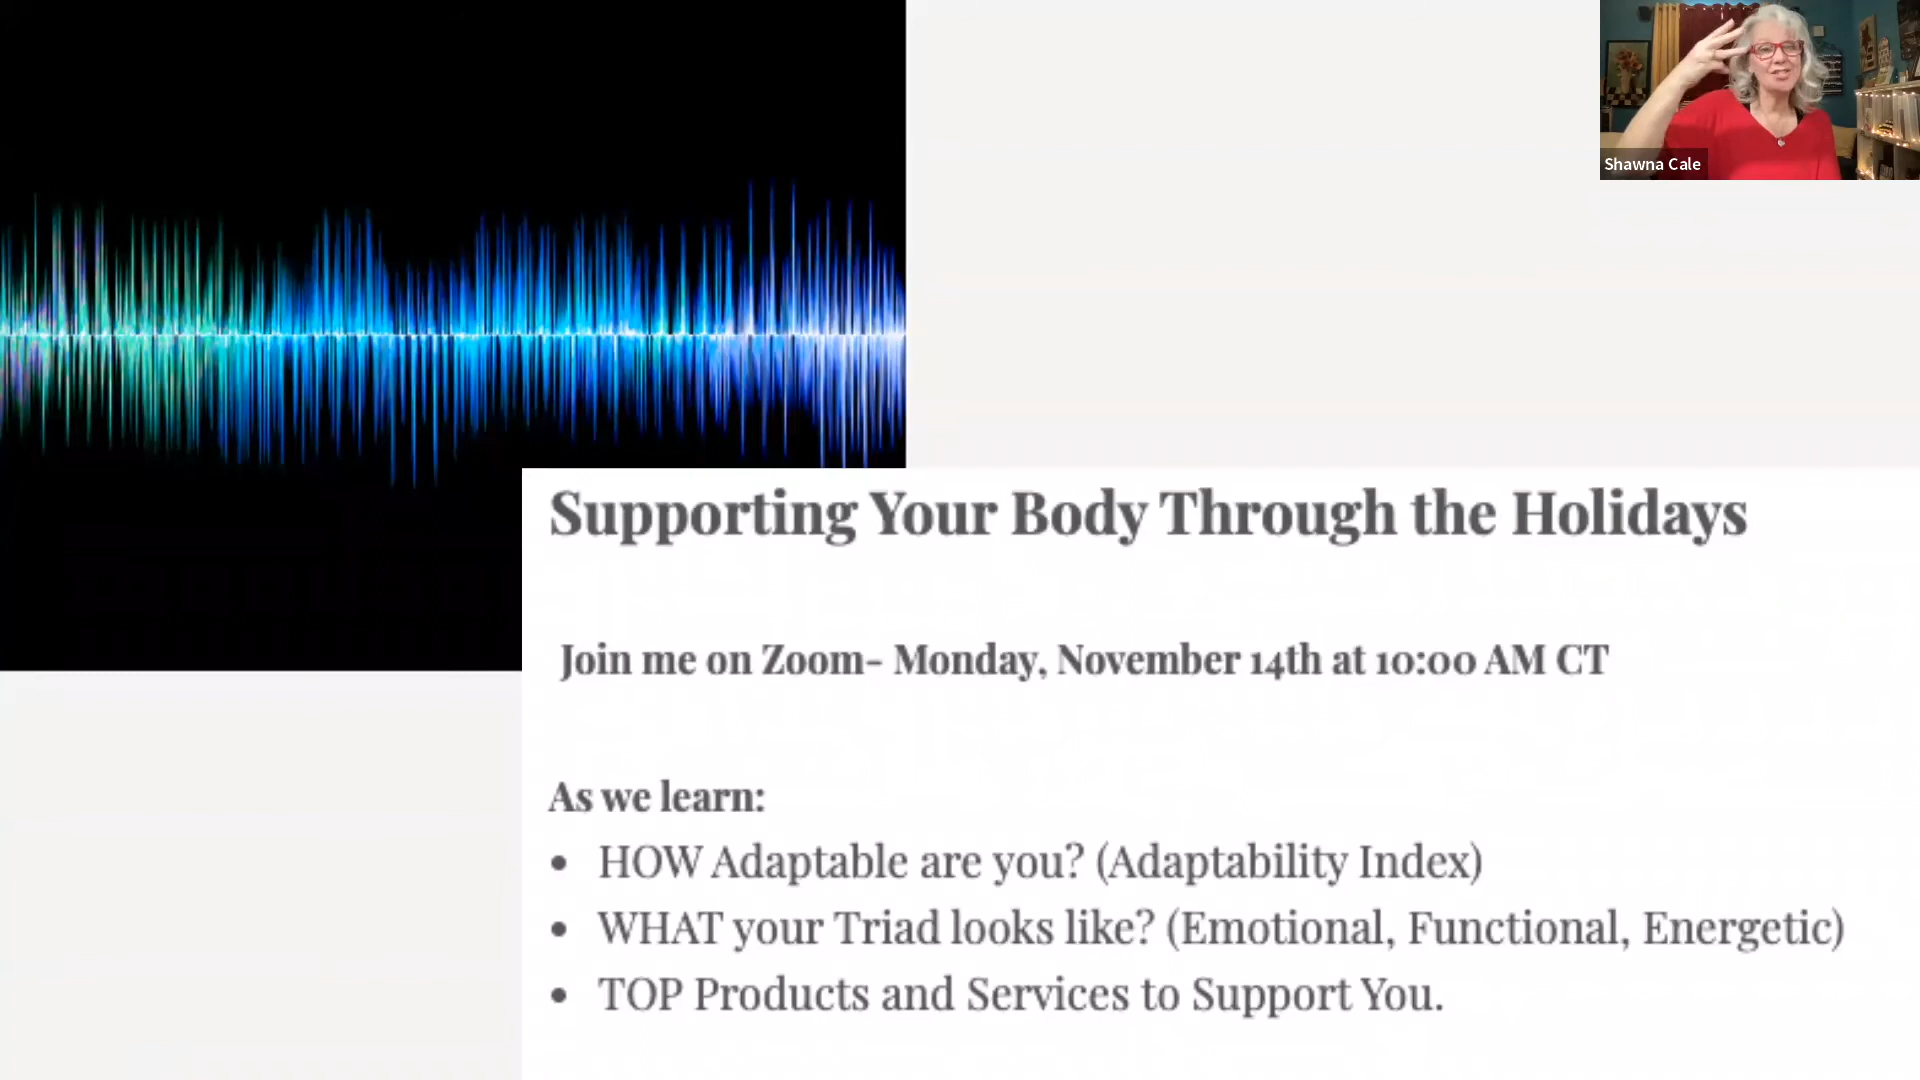 Shawna Cale
Supporting Your Body Through the Holidays
Join me on Zoom- Monday, November 14th at 10:00 AM CT
As we learn:
• HOW Adaptable are you? (Adaptability Index)
• WHAT your Triad looks like? (Emotional, Functional, Energetic)
• TOP Products and Services to Support You.